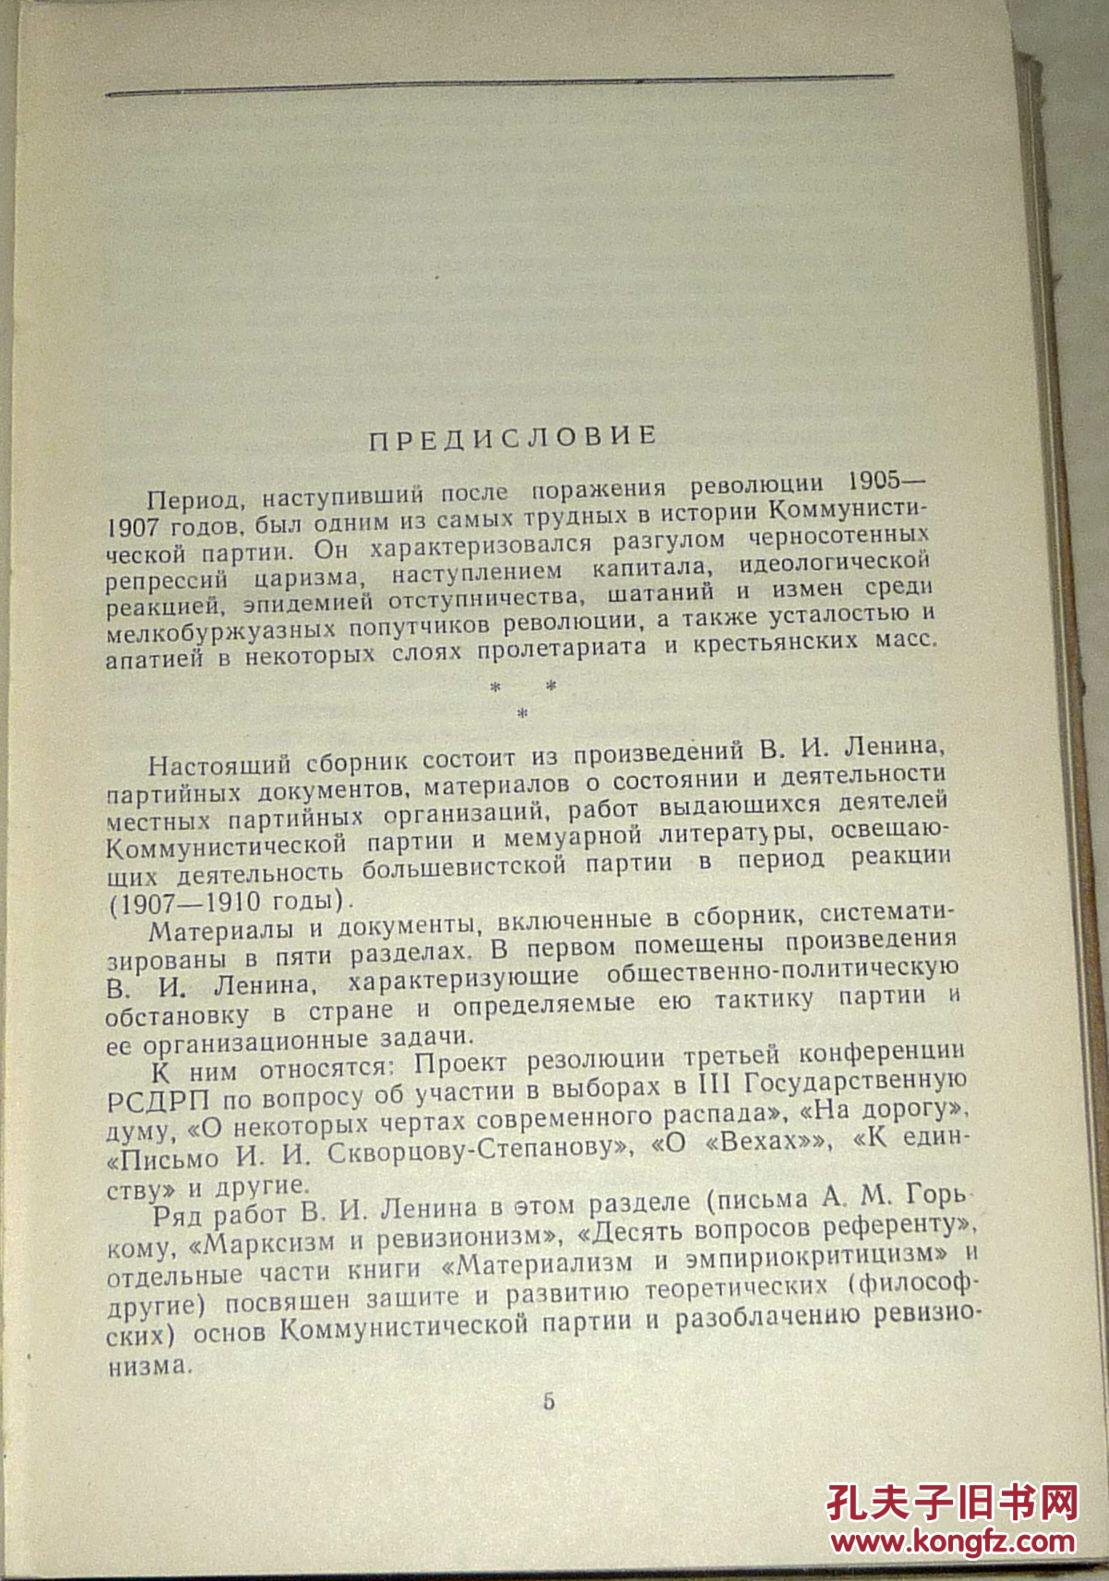 ПРЕДИСЛОВИЕ
Период, наступивший после поражения революции 1905—
1907 годов, был одним из самых трудных в истории Коммунисти-
ческой партии. Он характеризовался разгулом черносотенных
репрессий царизма, наступлением капитала, идеологической
реакцией, эпидемией отступничества, шатаний и измен среди
мелкобуржуазных попутчиков революции, а также усталостью и
апатией в некоторых слоях пролетариата и крестьянских масс.
* *
*
Настоящий сборник состоит из произведений В. И. Ленина,
партийных документов, материалов о состоянии и деятельности
местных партийных организаций, работ выдающихся деятелей
Коммунистической партии и мемуарной литературы, освещаю-
щих деятельность большевистской партии в период реакции
(1907—1910 годы).
Материалы и документы, включенные в сборник, системати-
зированы в пяти разделах. В первом помещены произведения
В. И. Ленина, характеризующие общественно-политическую
обстановку в стране и определяемые ею тактику партии и
ее организационные задачи.
К ним относятся: Проект резолюции третьей конференции
РСДРП по вопросу об участии в выборах в III Государственную
думу, «О некоторых чертах современного распада», «На дорогу»,
«Письмо И. И. Скворцову-Степанову», «О «Вехах»», «К един-
ству» и другие.
Ряд работ В. И. Ленина в этом разделе (письма А. М. Горь-
кому, «Марксизм и ревизионизм», «Десять вопросов референту»,
отдельные части книги «Материализм и эмпириокритицизм» и
другие) посвящен защите и развитию теоретических (философ-
ских) основ Коммунистической партии и разоблачению ревизио-
низма.
5
孔夫子旧书网
www.kongfz.com